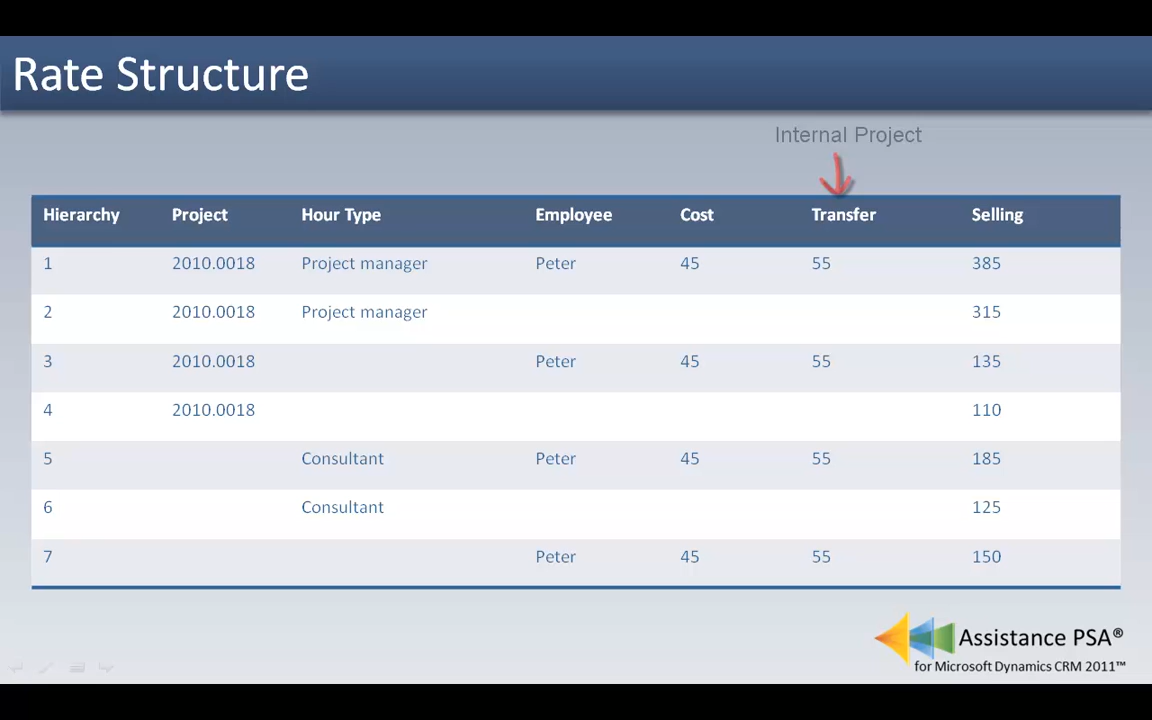 Rate Structure
Internal Project
Hierarchy Project Hour Type Employee Cost Transfer Selling
1 2010.0018 Project manager Peter 45 55 385
2 2010.0018 Project manager 315
3 2010.0018 Peter 45 55 135
4 2010.0018 110
5 Consultant Peter 45 55 185
6 Consultant 125
7 Peter 45 55 150
Assistance PSA®
for Microsoft Dynamics CRM 2011™